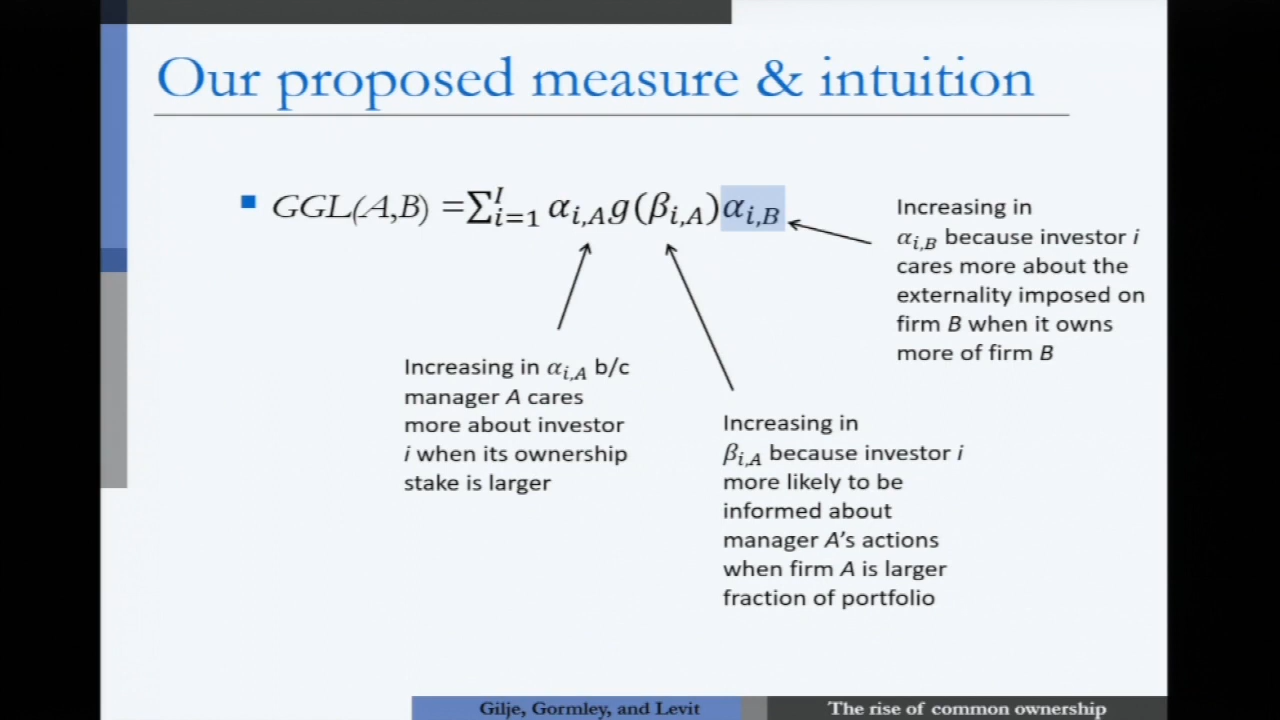 Our proposed measure & intuition
GGL(A,B) =∑ᴵᵢ₌₁ αi,A g(βi,A)αi,B
Increasing in
αi,B because investor i
cares more about the
externality imposed on
firm B when it owns
more of firm B
Increasing in αi,A b/c
manager A cares
more about investor
i when its ownership
stake is larger
Increasing in
βi,A because investor i
more likely to be
informed about
manager A's actions
when firm A is larger
fraction of portfolio
Gilje, Gormley, and Levit
The rise of common ownership